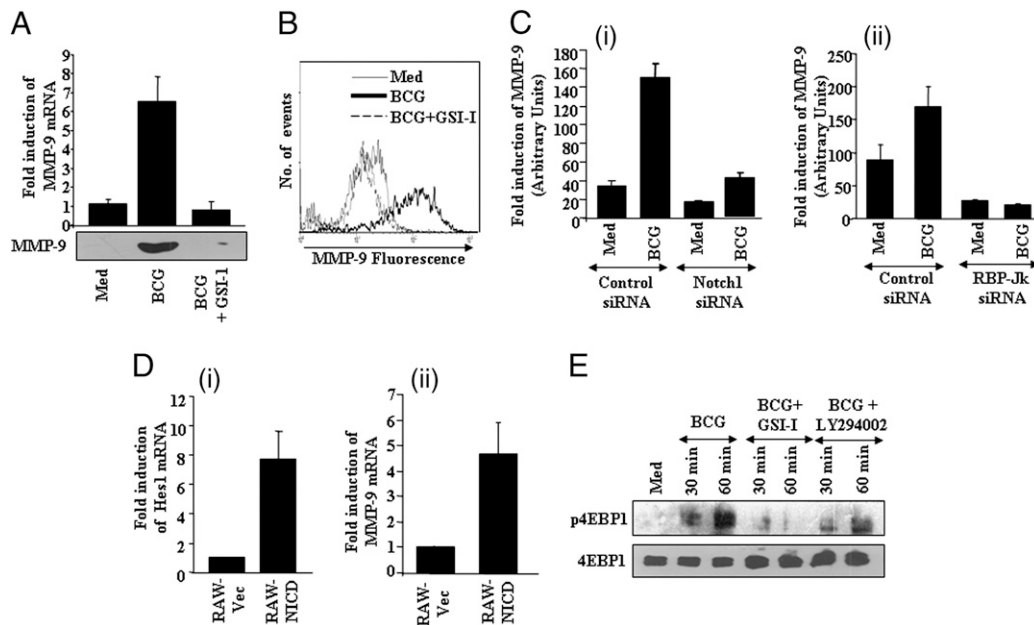 A
Fold induction of
MMP-9 mRNA
9
8
7
6
5
4
3
2
1
0
MMP-9
Med
BCG
BCG
+ GSI-1
B
No. of events
Med
BCG
BCG+GSI-I
MMP-9 Fluorescence
C
(i)
Fold induction of MMP-9
(Arbitrary Units)
180
160
140
120
100
80
60
40
20
0
Med
BCG
Med
BCG
Control
siRNA
Notch1
siRNA
(ii)
Fold induction of MMP-9
(Arbitrary Units)
250
200
150
100
50
0
Med
BCG
Med
BCG
Control
siRNA
RBP-Jk
siRNA
D
(i)
Fold induction
of Hes1 mRNA
12
10
8
6
4
2
0
RAW-
Vec
RAW-
NICD
(ii)
Fold induction of
MMP-9 mRNA
7
6
5
4
3
2
1
0
RAW-
Vec
RAW-
NICD
E
Med
BCG
BCG+
GSI-I
BCG +
LY294002
30 min
60 min
30 min
60 min
30 min
60 min
p4EBP1
4EBP1